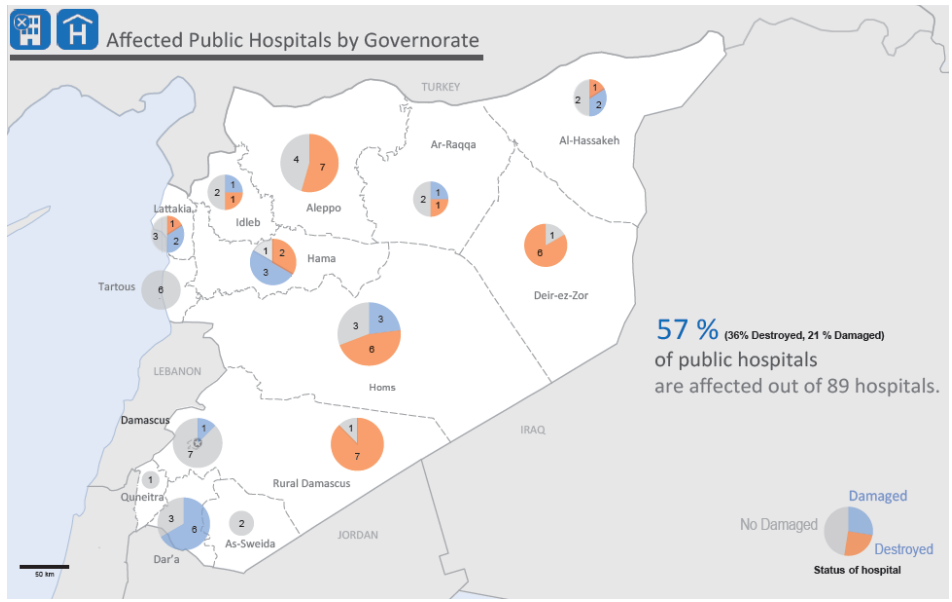 H
Affected Public Hospitals by Governorate
TURKEY
1
2
2
Al-Hassakeh
Ar-Raqqa
4
7
Aleppo
1
2
1
Idleb
1
2
1
Lattakia
1
3
2
1
2
3
Hama
1
6
Deir-ez-Zor
Tartous
6
3
3
6
Homs
57 % (36% Destroyed, 21 % Damaged)
of public hospitals
are affected out of 89 hospitals.
LEBANON
IRAQ
Damascus
1
7
1
7
Rural Damascus
1
Quneitra
3
6
Dar'a
2
As-Sweida
JORDAN
50 km
Damaged
No Damaged
Destroyed
Status of hospital